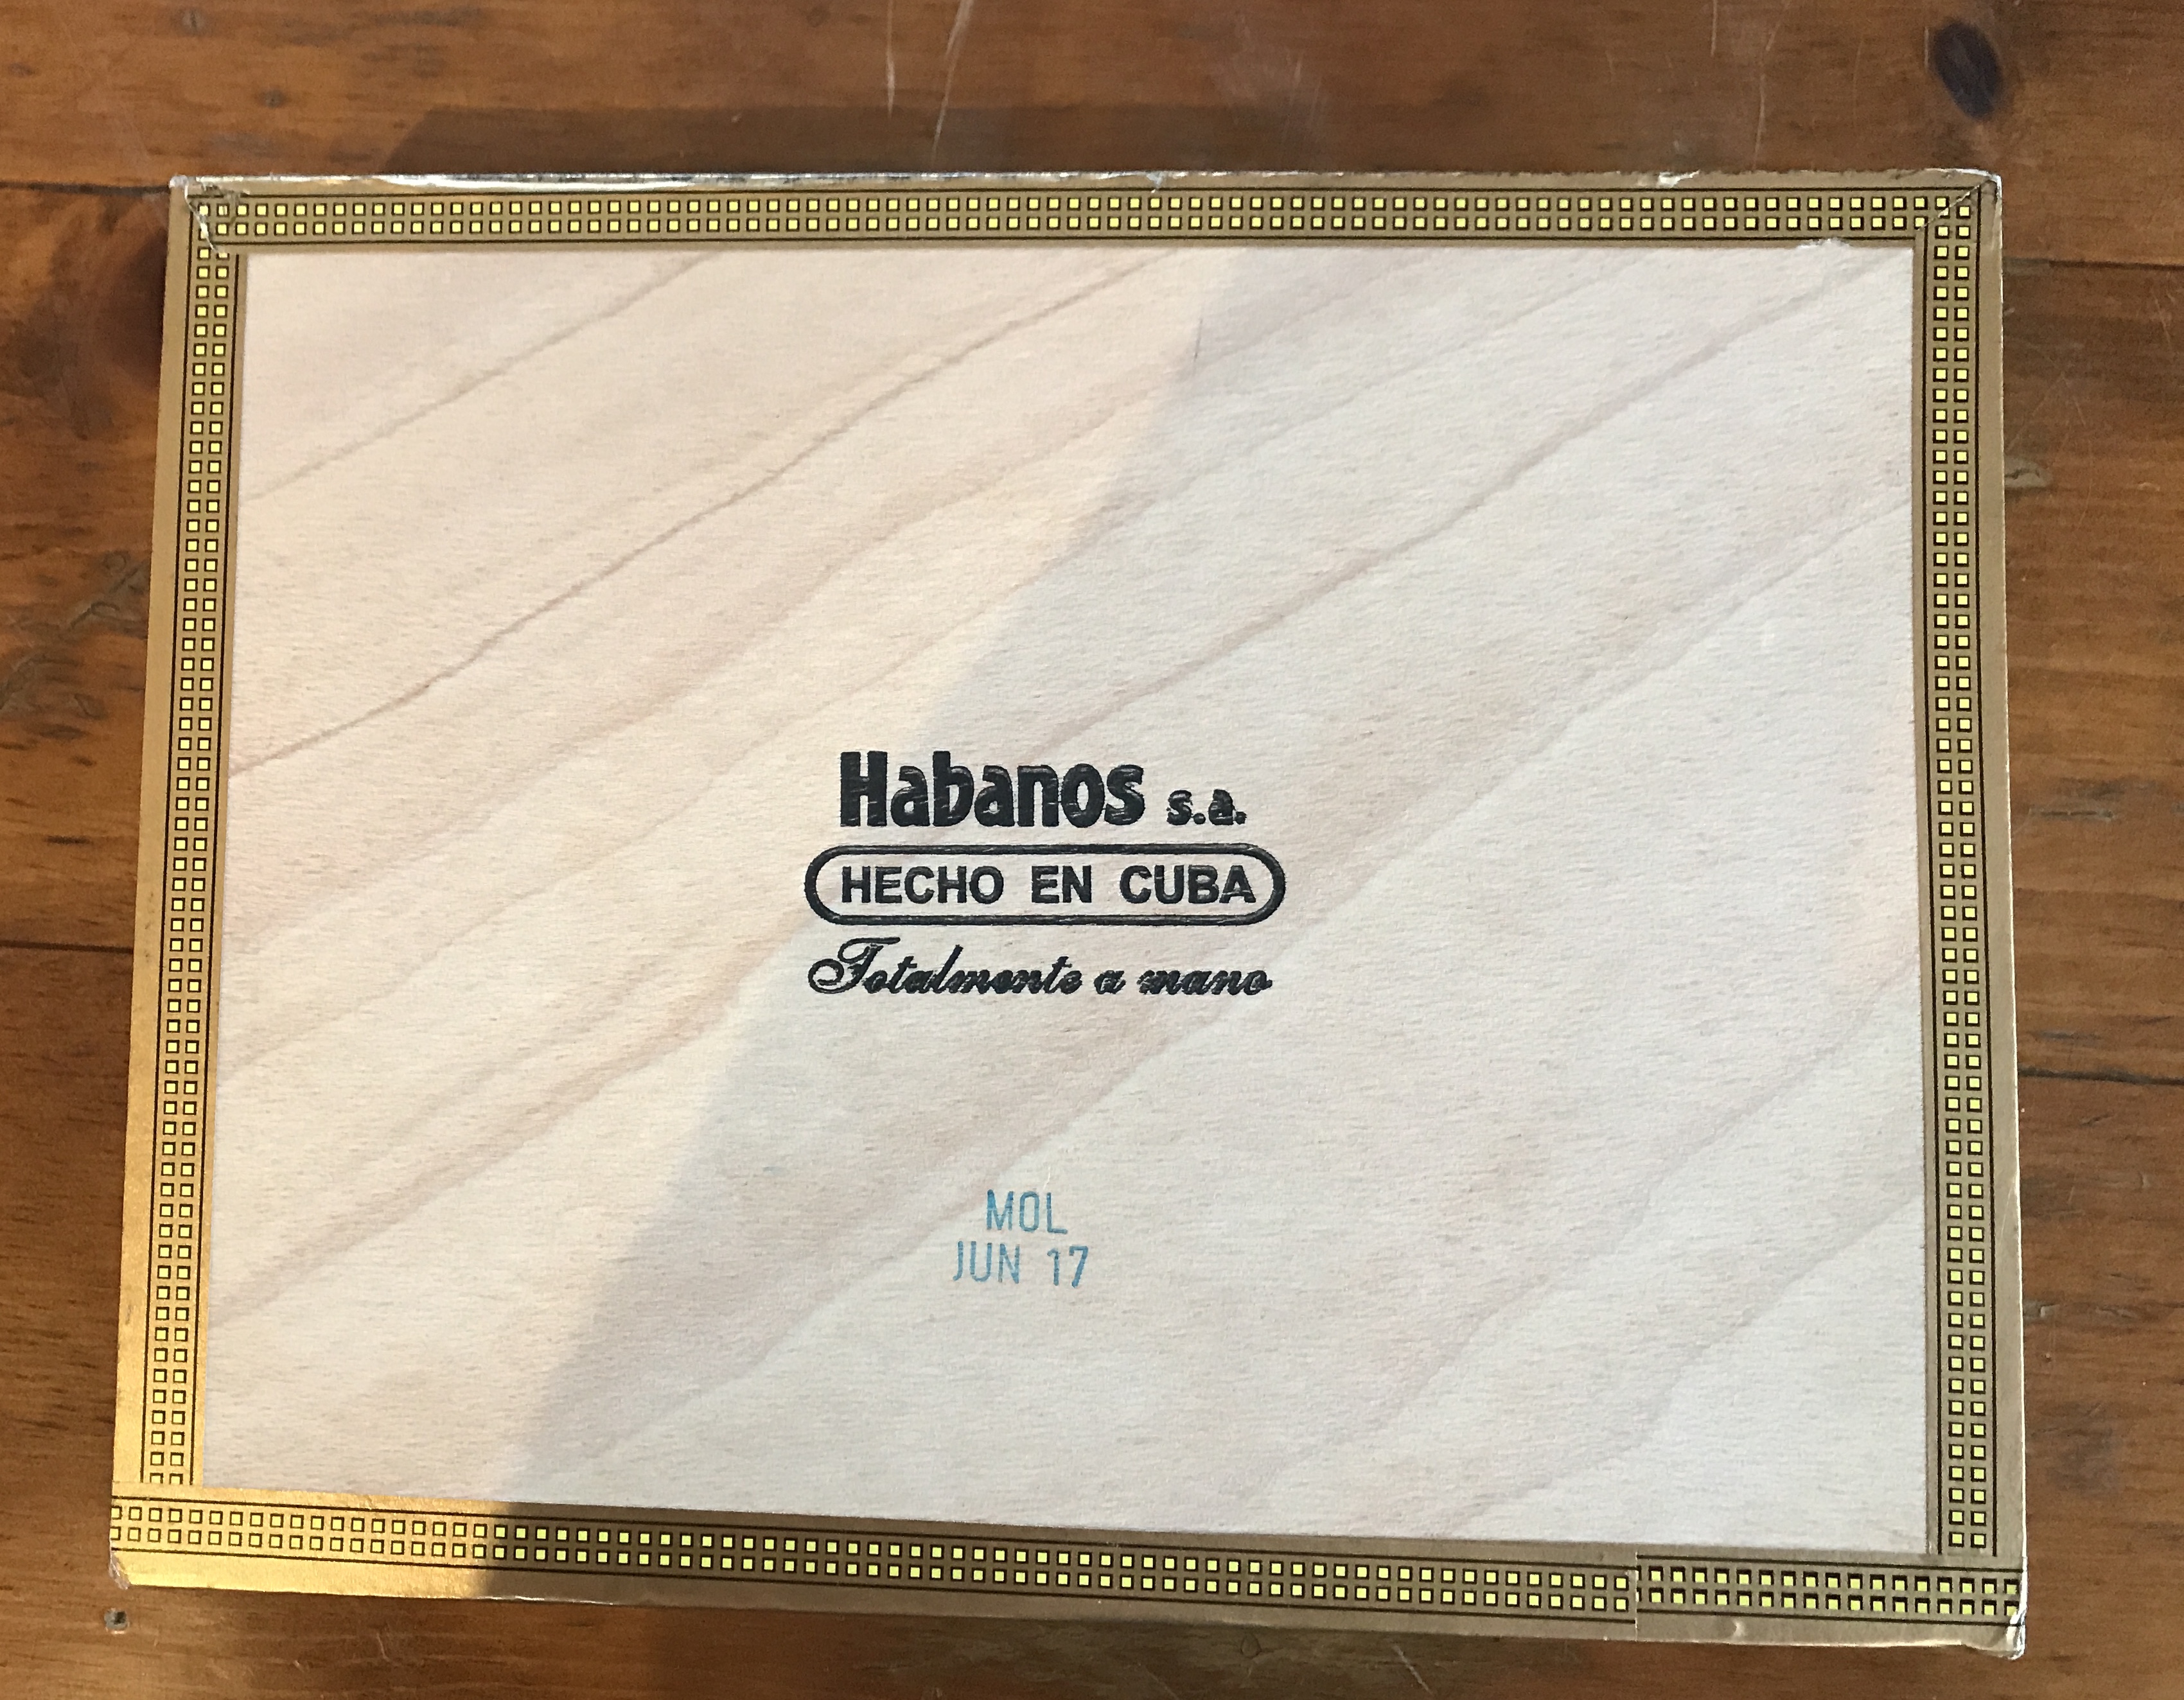 Habanos s.a.
HECHO EN CUBA
Totalmente a mano
MOL
JUN 17